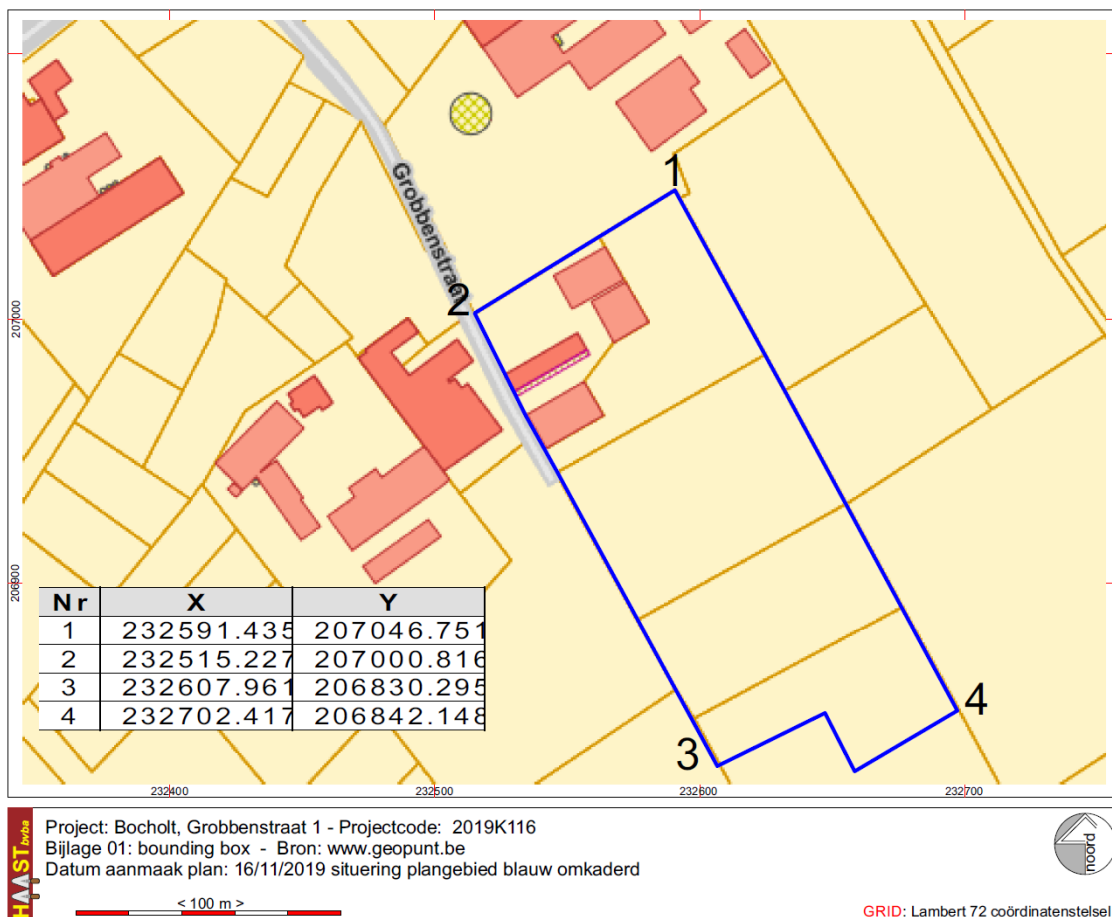 1
Grobbenstraat
2
207000
206900
Nr X Y
1 232591.435 207046.751
2 232515.227 207000.816
3 232607.961 206830.295
4 232702.417 206842.148
4
3
232400 232500 232600 232700
HAAST bvba
Project: Bocholt, Grobbenstraat 1 - Projectcode: 2019K116
Bijlage 01: bounding box - Bron: www.geopunt.be
Datum aanmaak plan: 16/11/2019 situering plangebied blauw omkaderd
noord
< 100 m >
GRID: Lambert 72 coördinatenstelsel